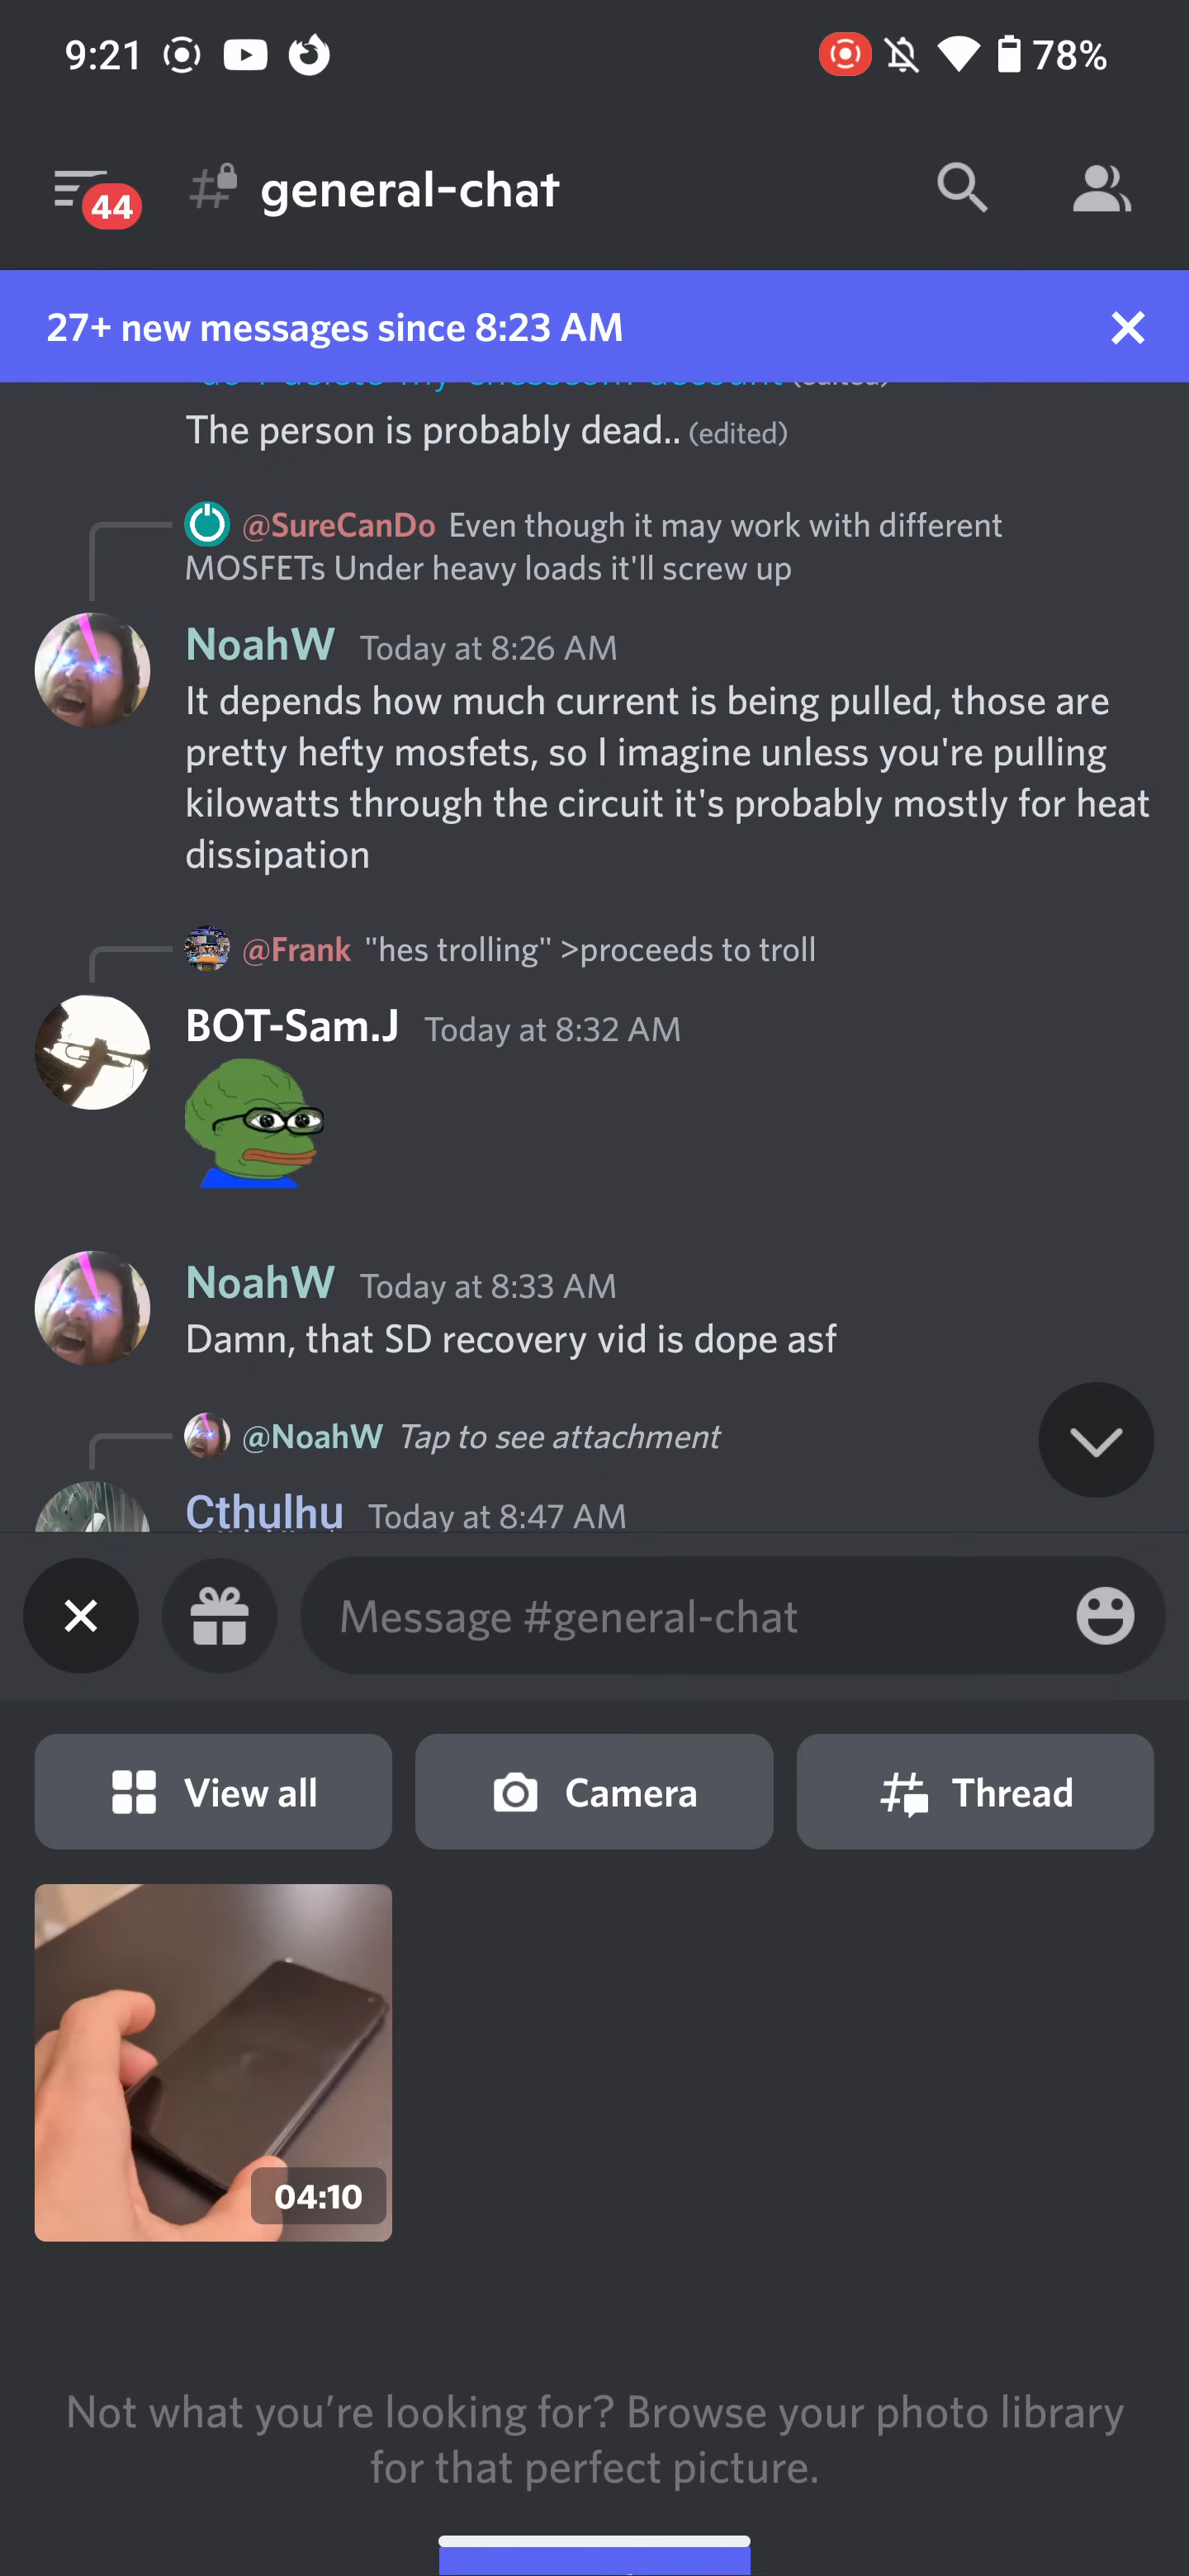 9:21
78%
44
general-chat
27+ new messages since 8:23 AM
(edited)
The person is probably dead.. (edited)
@SureCanDo Even though it may work with different
MOSFETs Under heavy loads it'll screw up
NoahW Today at 8:26 AM
It depends how much current is being pulled, those are
pretty hefty mosfets, so I imagine unless you're pulling
kilowatts through the circuit it's probably mostly for heat
dissipation
@Frank "hes trolling" >proceeds to troll
BOT-Sam.J Today at 8:32 AM
NoahW Today at 8:33 AM
Damn, that SD recovery vid is dope asf
@NoahW Tap to see attachment
Cthulhu Today at 8:47 AM
Message #general-chat
View all
Camera
Thread
04:10
Not what you’re looking for? Browse your photo library
for that perfect picture.